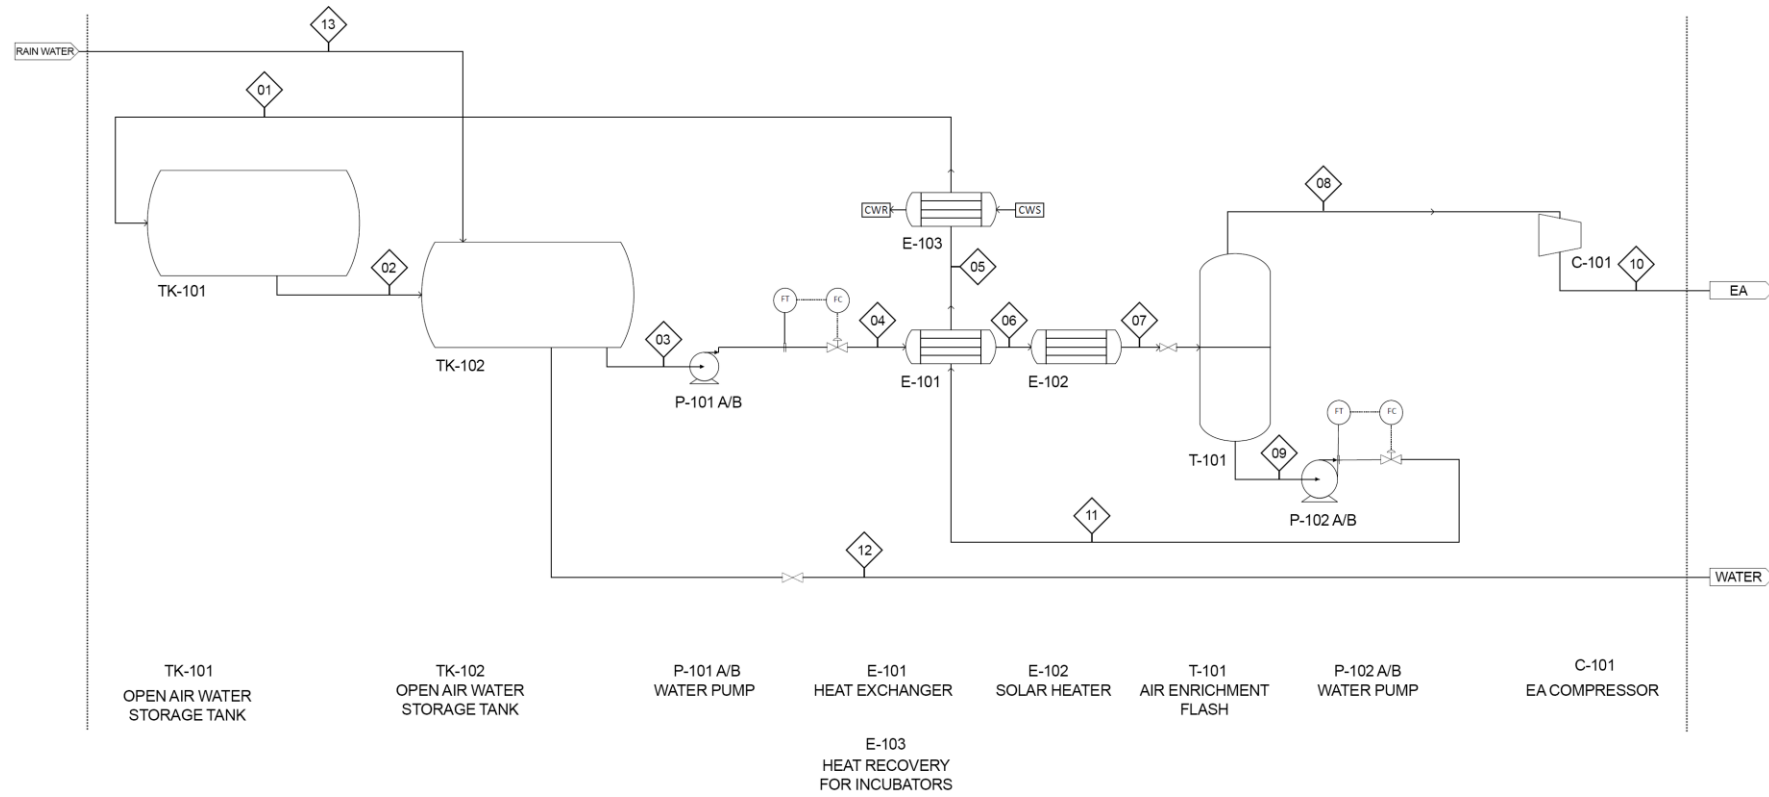 13
RAIN WATER
01
08
CWR
CWS
E-103
C-101
02
05
10
TK-101
EA
FT
FC
04
06
07
03
TK-102
E-101
E-102
P-101 A/B
FT
FC
09
T-101
11
P-102 A/B
12
WATER
TK-101
OPEN AIR WATER
STORAGE TANK
TK-102
OPEN AIR WATER
STORAGE TANK
P-101 A/B
WATER PUMP
E-101
HEAT EXCHANGER
E-102
SOLAR HEATER
T-101
AIR ENRICHMENT
FLASH
P-102 A/B
WATER PUMP
C-101
EA COMPRESSOR
E-103
HEAT RECOVERY
FOR INCUBATORS